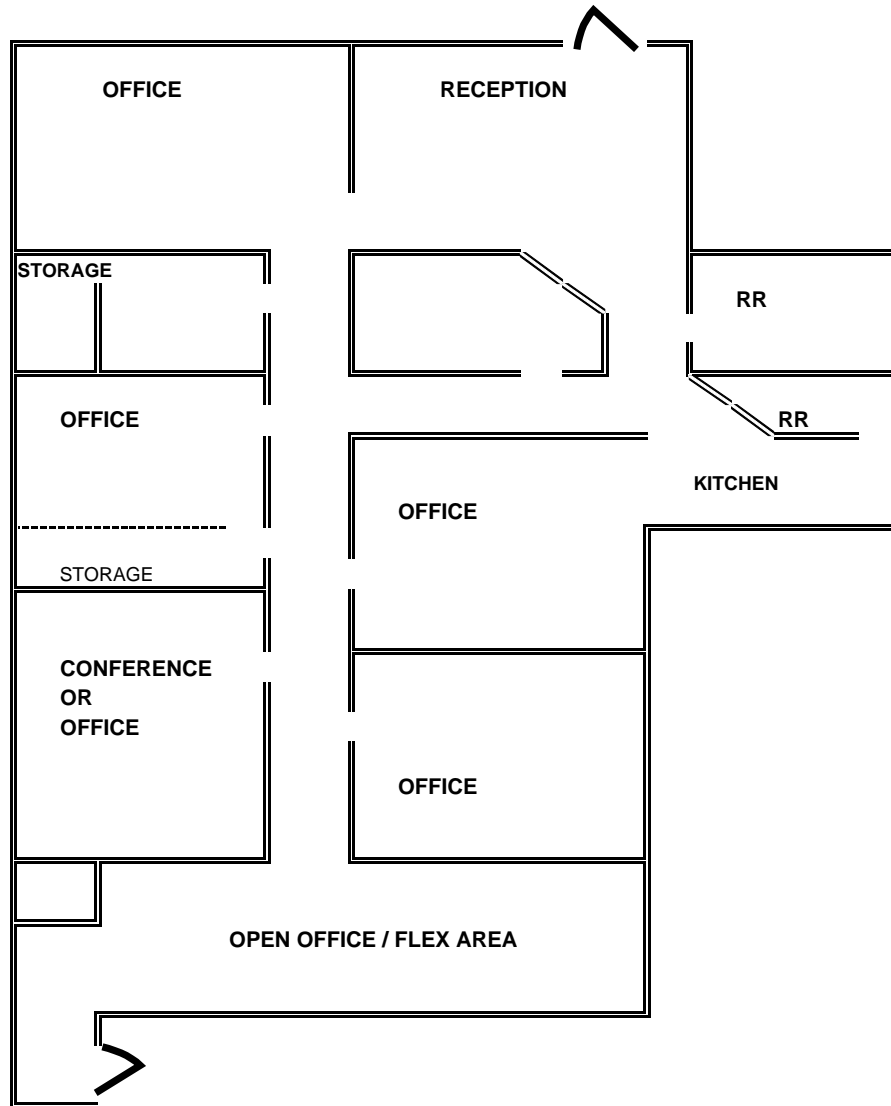 OFFICE
RECEPTION
STORAGE
RR
OFFICE
RR
KITCHEN
OFFICE
STORAGE
CONFERENCE
OR
OFFICE
OFFICE
OPEN OFFICE / FLEX AREA